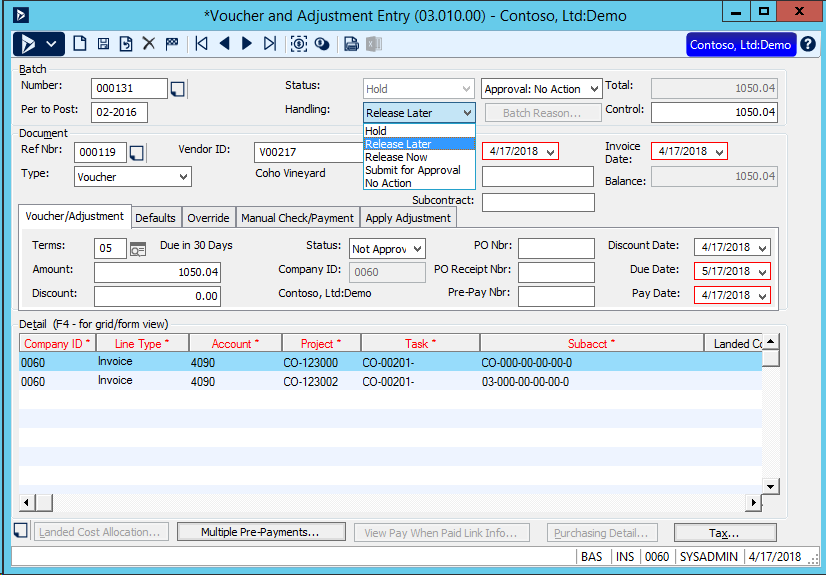 *Voucher and Adjustment Entry (03.010.00) - Contoso, Ltd:Demo
Contoso, Ltd:Demo
Batch
Number: 000131 Status: Hold Approval: No Action Total: 1050.04
Per to Post: 02-2016 Handling: Release Later Batch Reason... Control: 1050.04
Hold
Release Later
Release Now
Submit for Approval
No Action
Document
Ref Nbr: 000119 Vendor ID: V00217 4/17/2018 Invoice Date: 4/17/2018
Type: Voucher Coho Vineyard Balance: 1050.04
Subcontract:
Voucher/Adjustment Defaults Override Manual Check/Payment Apply Adjustment
Terms: 05 Due in 30 Days Status: Not Approv PO Nbr: Discount Date: 4/17/2018
Amount: 1050.04 Company ID: 0060 PO Receipt Nbr: Due Date: 5/17/2018
Discount: 0.00 Contoso, Ltd:Demo Pre-Pay Nbr: Pay Date: 4/17/2018
Detail (F4 - for grid/form view)
Company ID * Line Type * Account * Project * Task * Subacct * Landed Co
0060 Invoice 4090 CO-123000 CO-00201- CO-000-00-00-00-0
0060 Invoice 4090 CO-123002 CO-00201- 03-000-00-00-00-0
Landed Cost Allocation... Multiple Pre-Payments... View Pay When Paid Link Info... Purchasing Detail... Tax...
BAS INS 0060 SYSADMIN 4/17/2018